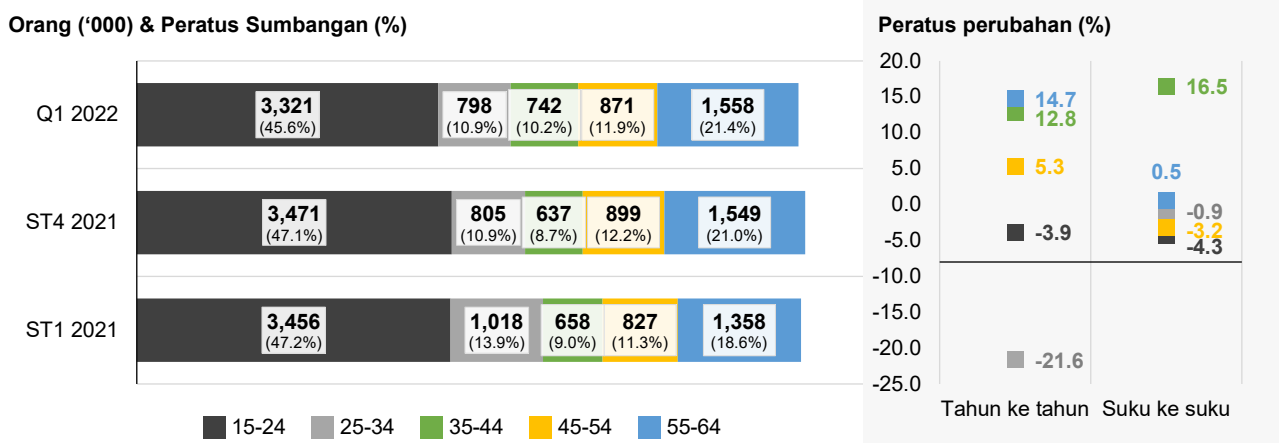 Orang ('000) & Peratus Sumbangan (%)
Q1 2022
3,321 798 742 871 1,558
(45.6%) (10.9%) (10.2%) (11.9%) (21.4%)
ST4 2021
3,471 805 637 899 1,549
(47.1%) (10.9%) (8.7%) (12.2%) (21.0%)
ST1 2021
3,456 1,018 658 827 1,358
(47.2%) (13.9%) (9.0%) (11.3%) (18.6%)
15-24 25-34 35-44 45-54 55-64
Peratus perubahan (%)
20.0
15.0
10.0
5.0
0.0
-5.0
-10.0
-15.0
-20.0
-25.0
14.7
12.8
5.3
-3.9
-21.6
16.5
0.5
-0.9
-3.2
-4.3
Tahun ke tahun Suku ke suku